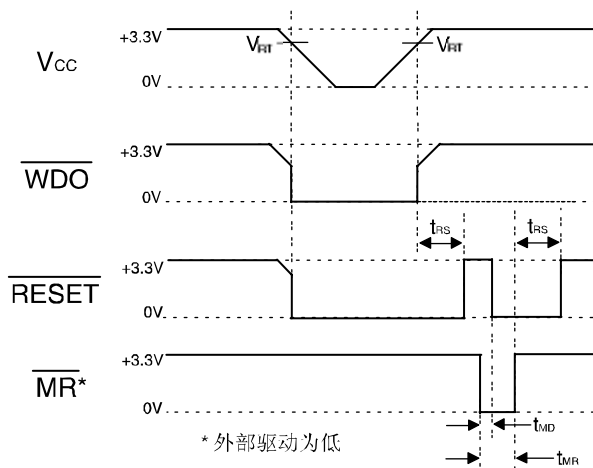 +3.3V
VRT
VRT
VCC
0V
+3.3V
WDO
0V
tRS
tRS
+3.3V
RESET
0V
+3.3V
MR*
0V
tMD
*外部驱动为低
tMR